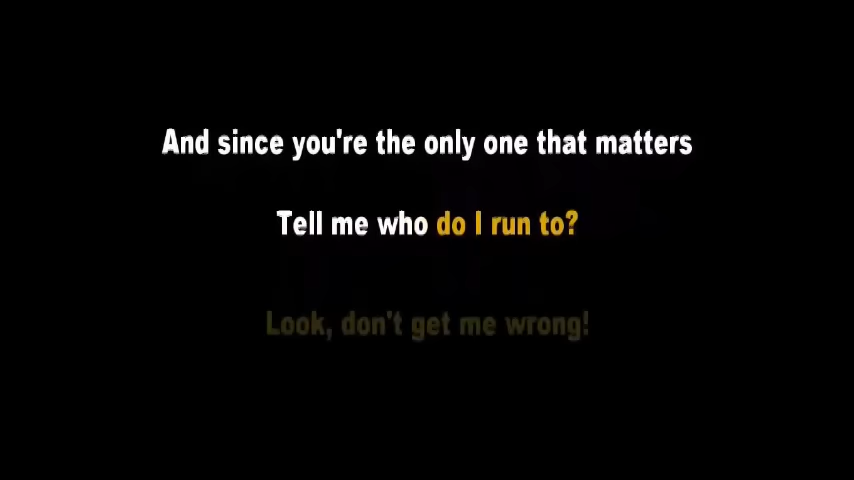 And since you're the only one that matters
Tell me who do I run to?
Look, don't get me wrong!